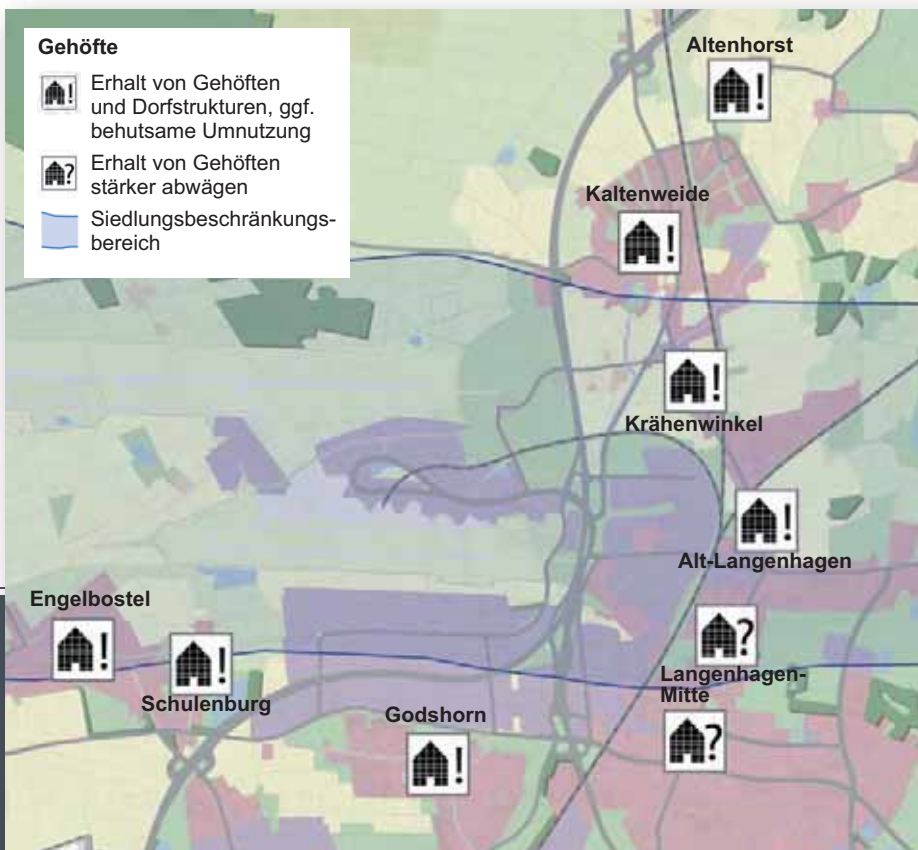 Gehöfte
Erhalt von Gehöften
und Dorfstrukturen, ggf.
behutsame Umnutzung
Erhalt von Gehöften
stärker abwägen
Siedlungsbeschränkungs-
bereich
Altenhorst
Kaltenweide
Krähenwinkel
Alt-Langenhagen
Engelbostel
Schulenburg
Godshorn
Langenhagen-
Mitte